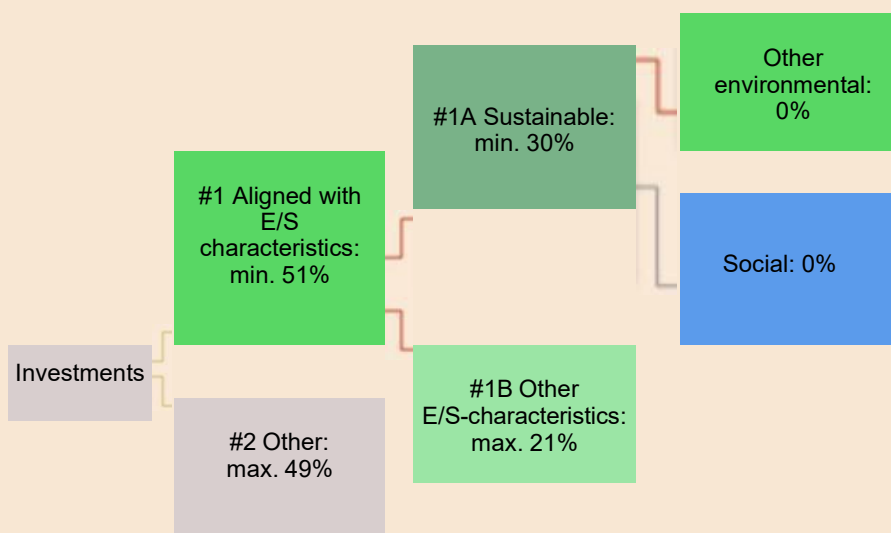 Investments
#1 Aligned with
E/S
characteristics:
min. 51%
#2 Other:
max. 49%
#1A Sustainable:
min. 30%
#1B Other
E/S-characteristics:
max. 21%
Other
environmental:
0%
Social: 0%